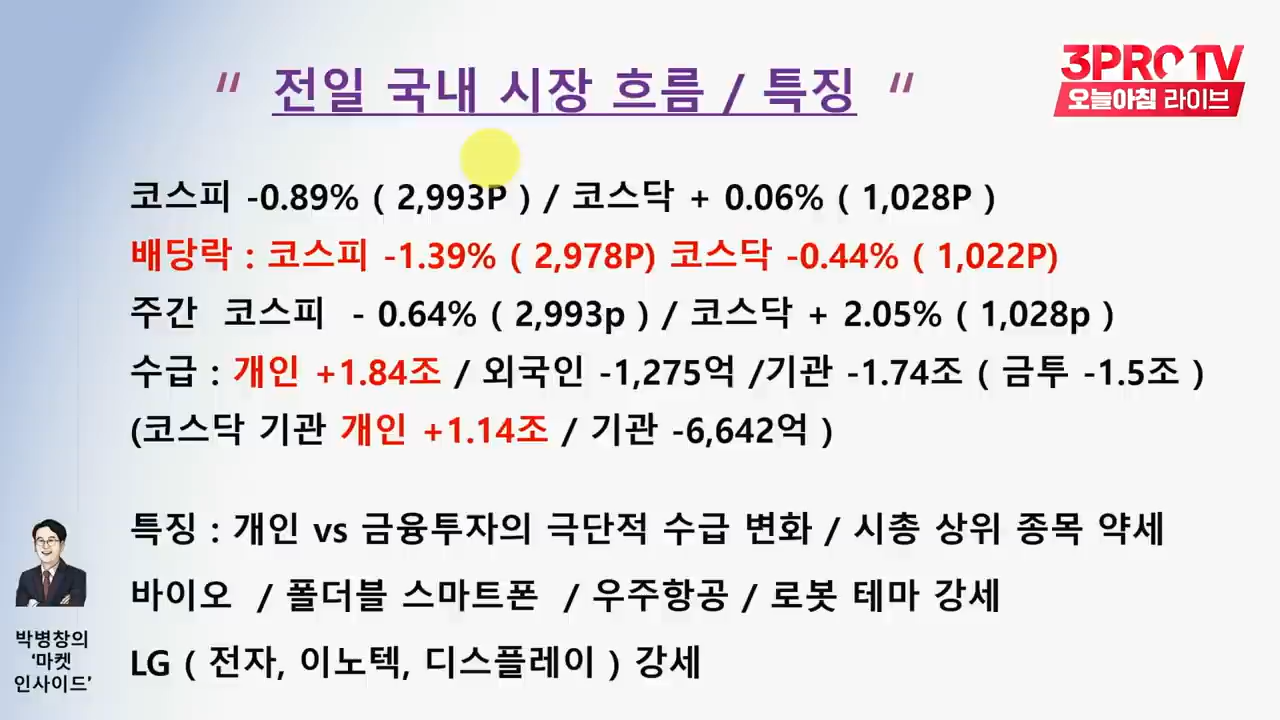 “ 전일 국내 시장 흐름 / 특징 “
3PRO TV
오늘아침 라이브
코스피 -0.89% ( 2,993P ) / 코스닥 + 0.06% ( 1,028P )
배당락 : 코스피 -1.39% ( 2,978P) 코스닥 -0.44% ( 1,022P)
주간 코스피 - 0.64% ( 2,993p ) / 코스닥 + 2.05% ( 1,028p )
수급 : 개인 +1.84조 / 외국인 -1,275억 /기관 -1.74조 ( 금투 -1.5조 )
(코스닥 기관 개인 +1.14조 / 기관 -6,642억 )
특징 : 개인 vs 금융투자의 극단적 수급 변화 / 시총 상위 종목 약세
바이오 / 폴더블 스마트폰 / 우주항공 / 로봇 테마 강세
LG ( 전자, 이노텍, 디스플레이 ) 강세
박병창의
‘마켓
인사이드’